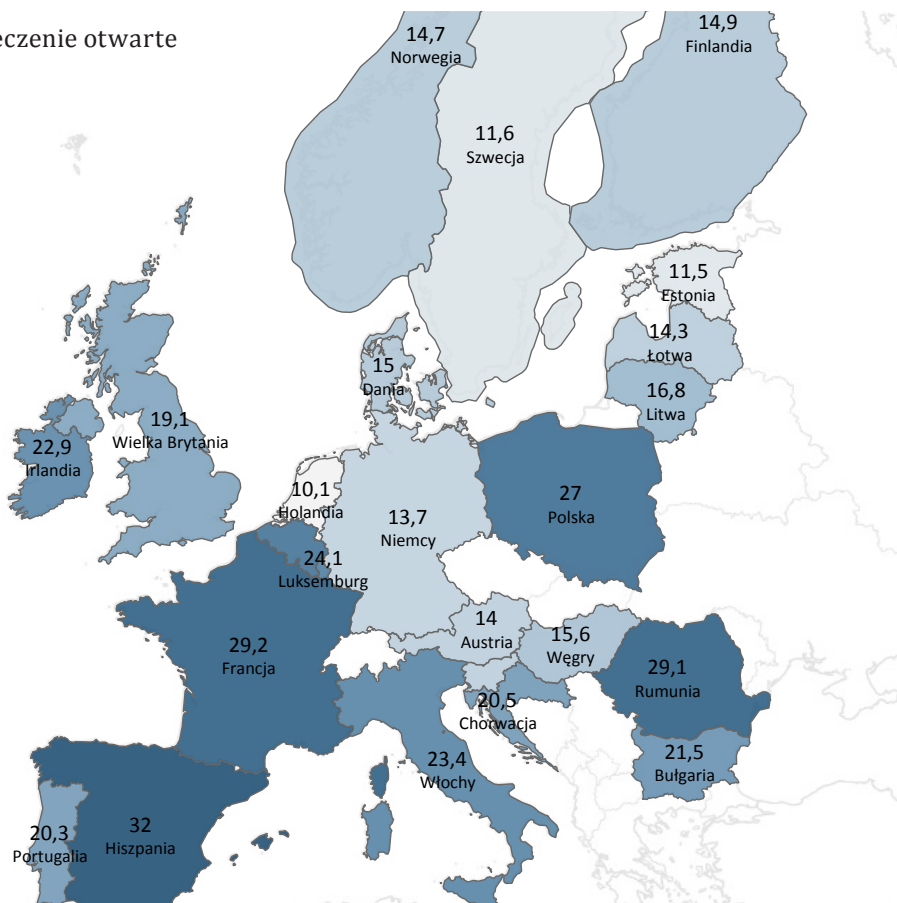 eczenie otwarte
14,7
Norwegia
14,9
Finlandia
11,6
Szwecja
11,5
Estonia
14,3
Łotwa
15
Dania
16,8
Litwa
19,1
Wielka Brytania
22,9
Irlandia
10,1
Holandia
13,7
Niemcy
27
Polska
24,1
Luksemburg
14
Austria
15,6
Węgry
29,2
Francja
29,1
Rumunia
20,5
Chorwacja
23,4
Włochy
21,5
Bułgaria
32
Hiszpania
20,3
Portugalia